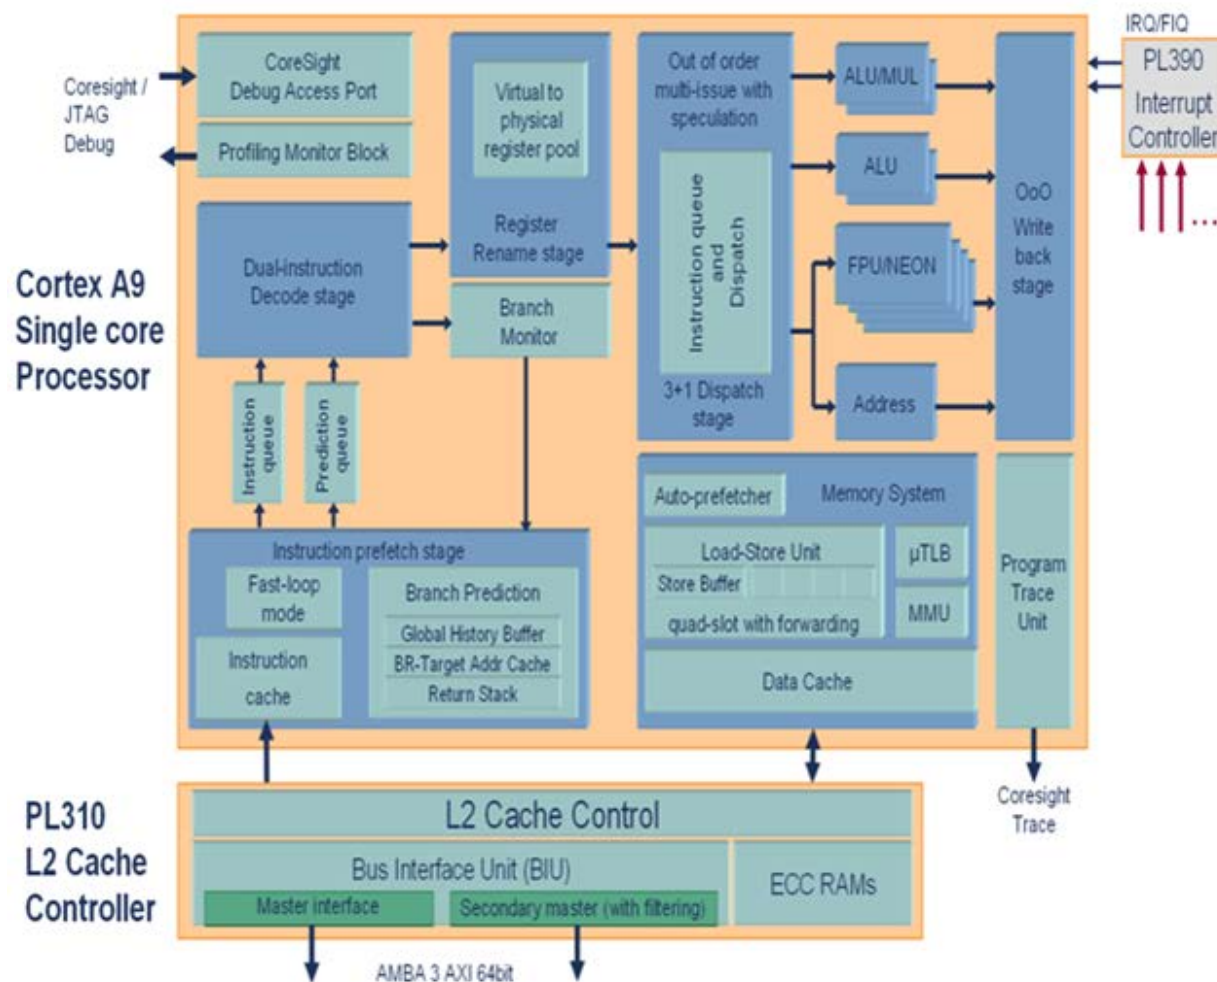 CoreSight
Debug Access Port
Profiling Monitor Block
Coresight /
JTAG
Debug
Virtual to
physical
register pool
Register
Rename stage
Out of order
multi-issue with
speculation
Instruction queue
and
Dispatch
3+1 Dispatch
stage
ALU/MUL
ALU
FPU/NEON
Address
OoO
Write
back
stage
IRQ/FIQ
PL390
Interrupt
Controller
...
Cortex A9
Single core
Processor
Dual-instruction
Decode stage
Branch
Monitor
Instruction
queue
Prediction
queue
Instruction prefetch stage
Fast-loop
mode
Instruction
cache
Branch Prediction
Global History Buffer
BR-Target Addr Cache
Return Stack
Auto-prefetcher
Memory System
Load-Store Unit
Store Buffer
quad-slot with forwarding
µTLB
MMU
Data Cache
Program
Trace
Unit
Coresight
Trace
PL310
L2 Cache
Controller
L2 Cache Control
Bus Interface Unit (BIU)
Master interface
Secondary master (with filtering)
ECC RAMs
AMBA 3 AXI 64bit